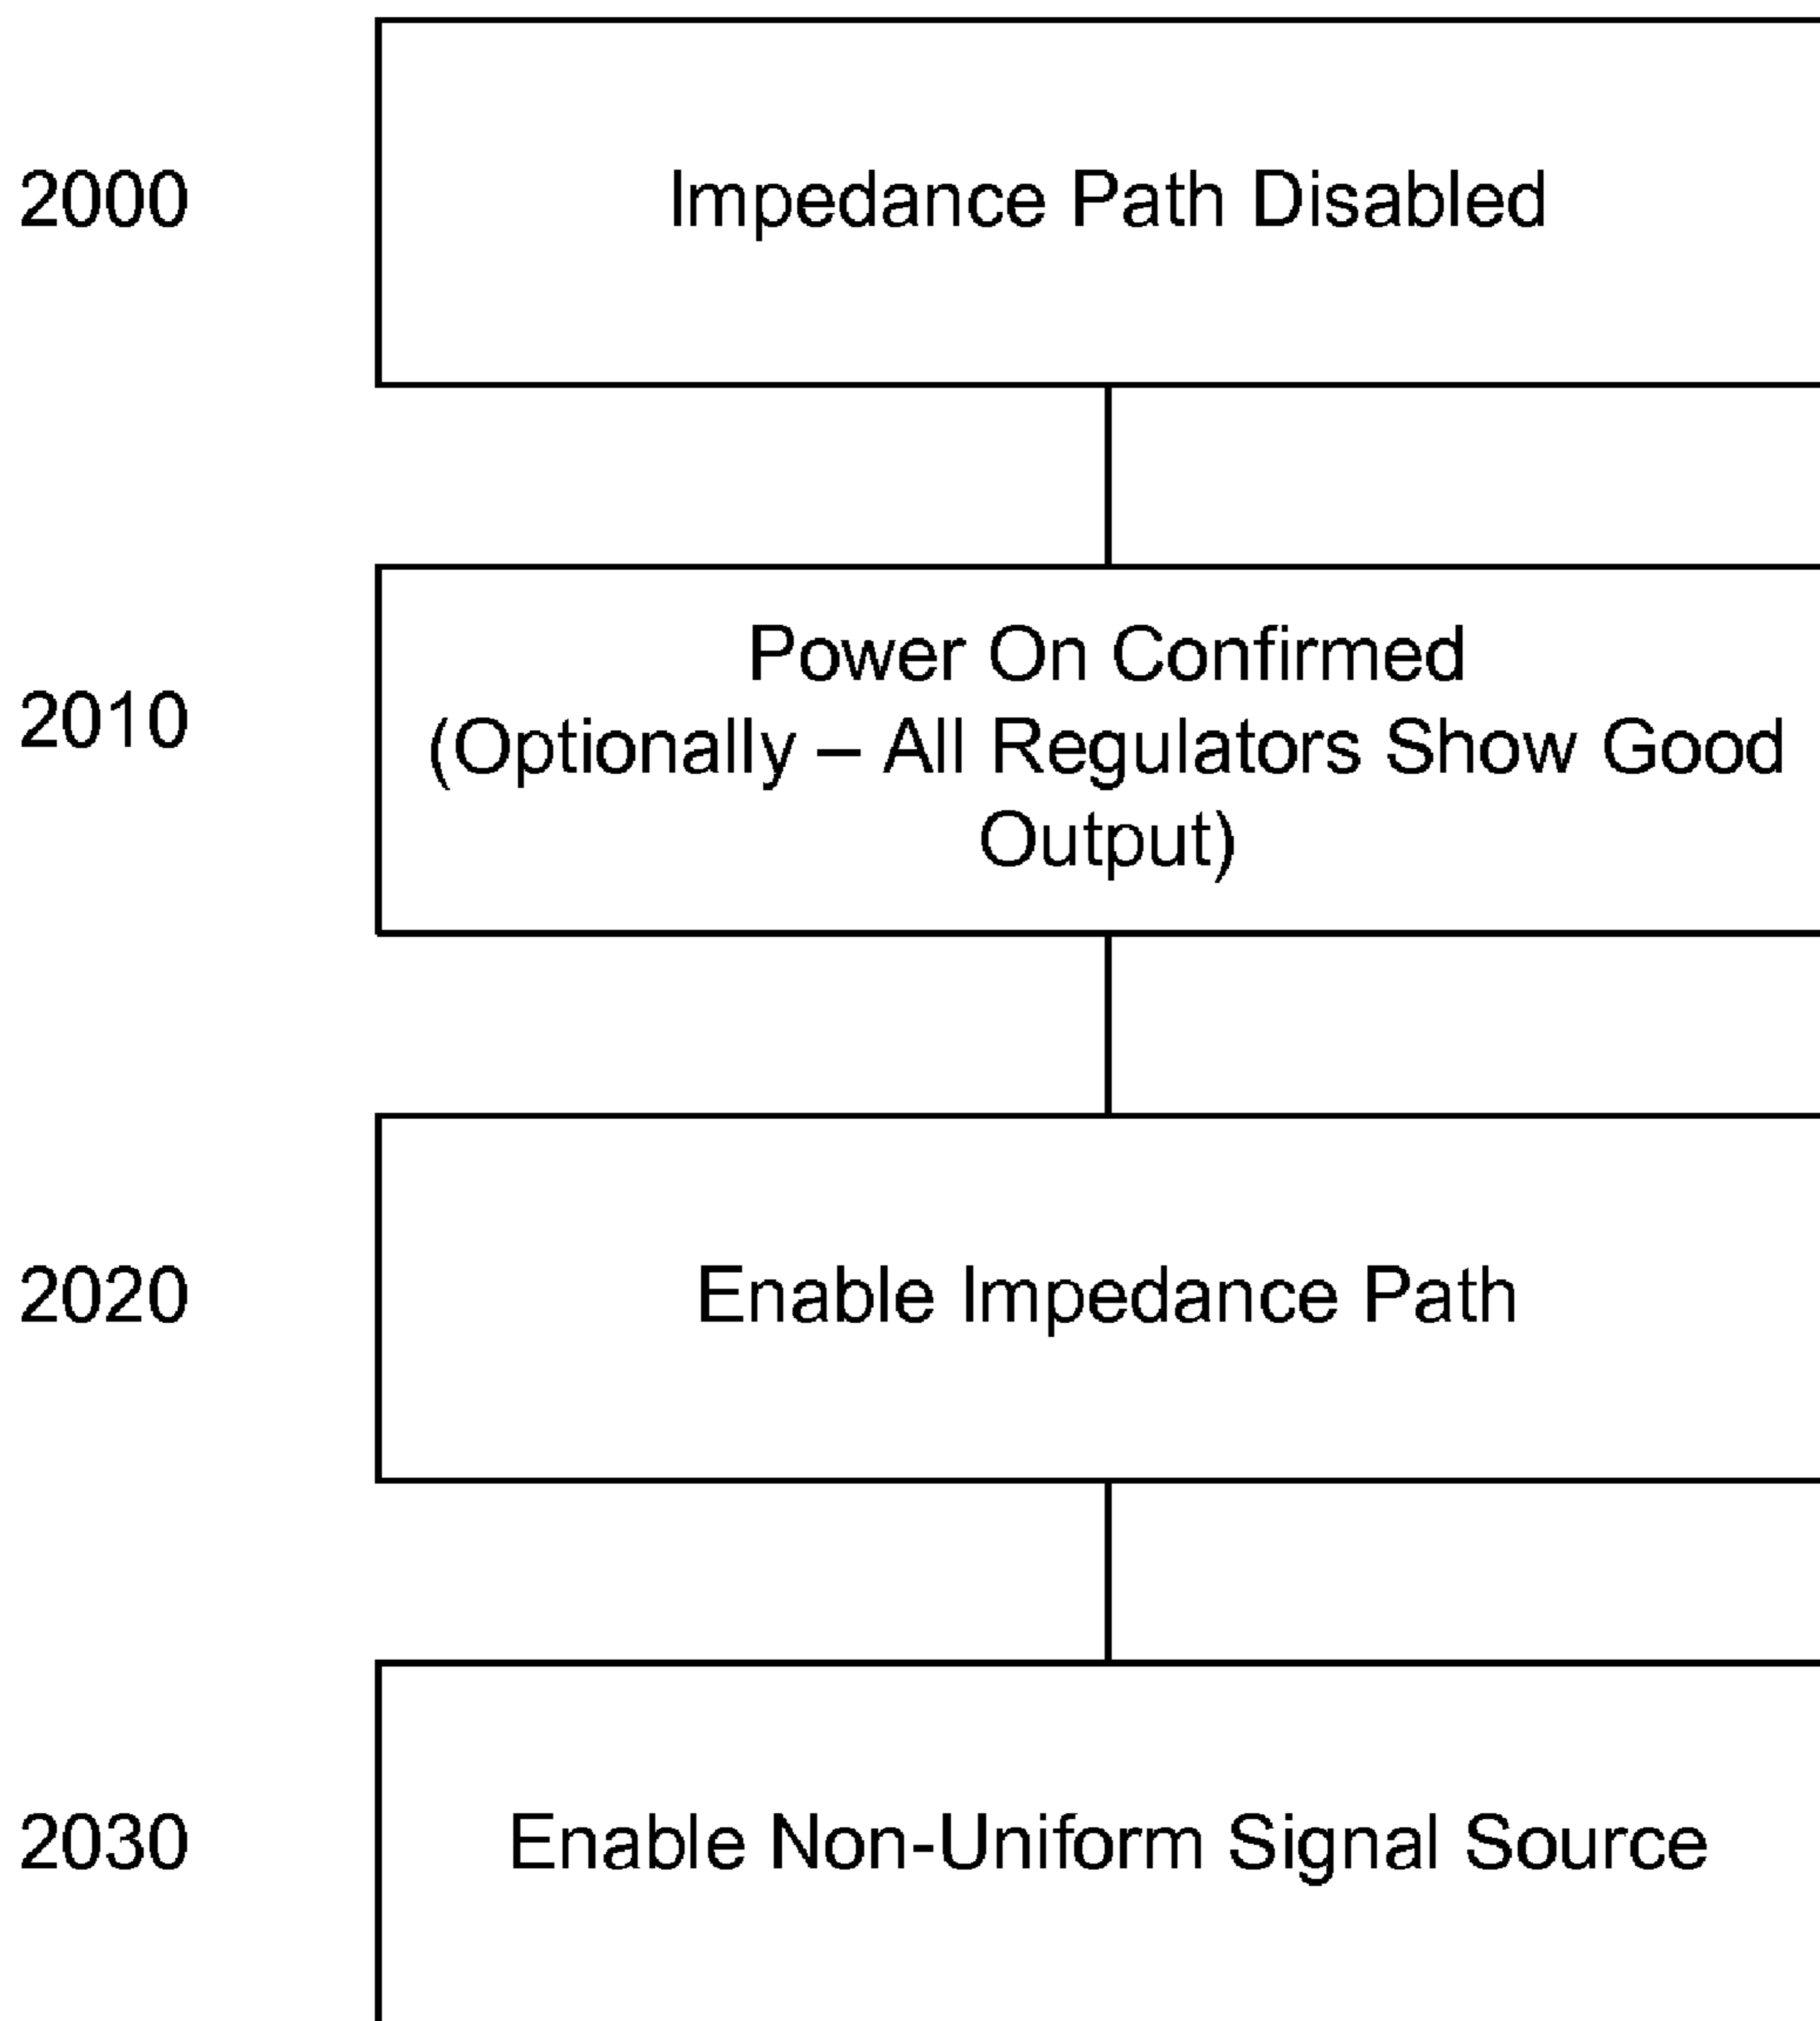 2000
Impedance Path Disabled
2010
Power On Confirmed
(Optionally – All Regulators Show Good
Output)
2020
Enable Impedance Path
2030
Enable Non-Uniform Signal Source